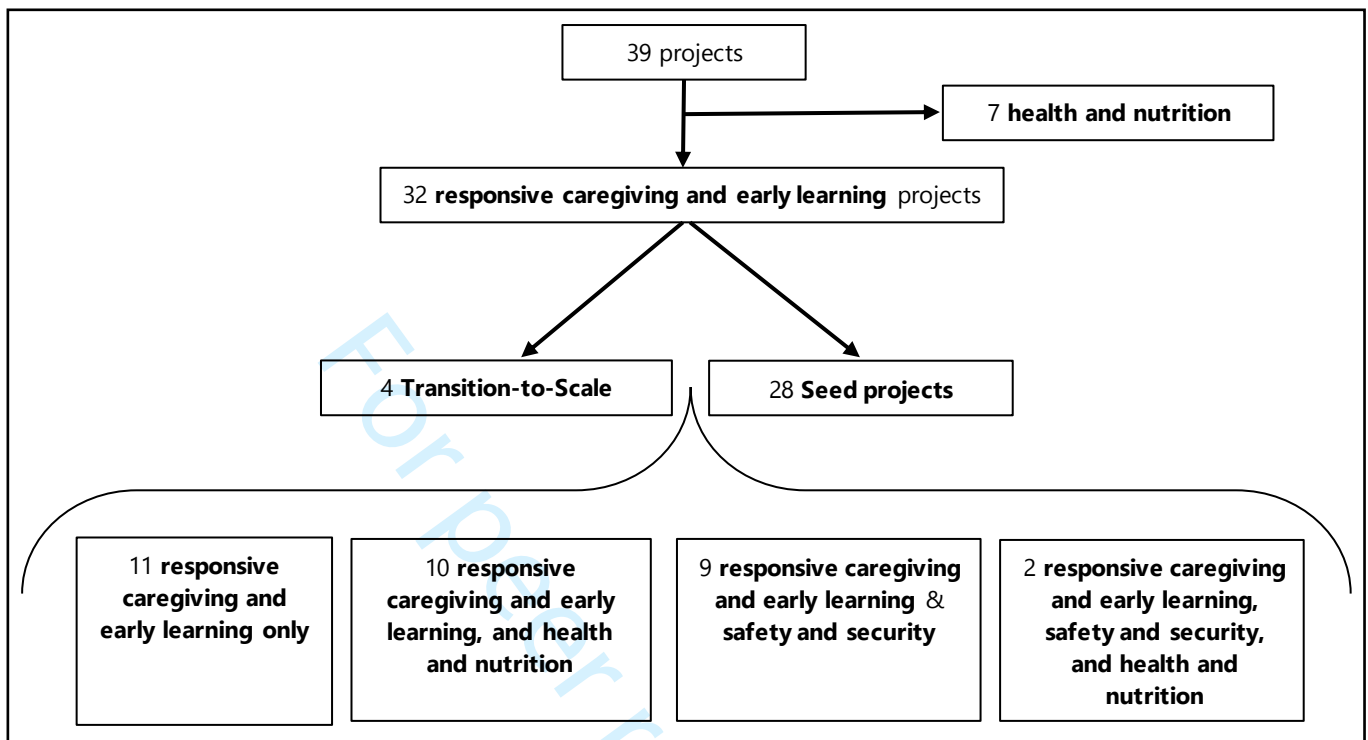 39 projects
7 health and nutrition
32 responsive caregiving and early learning projects
4 Transition-to-Scale
28 Seed projects
11 responsive
caregiving and
early learning only
10 responsive
caregiving and early
learning, and health
and nutrition
9 responsive caregiving
and early learning &
safety and security
2 responsive caregiving
and early learning,
safety and security,
and health and
nutrition
For peer r